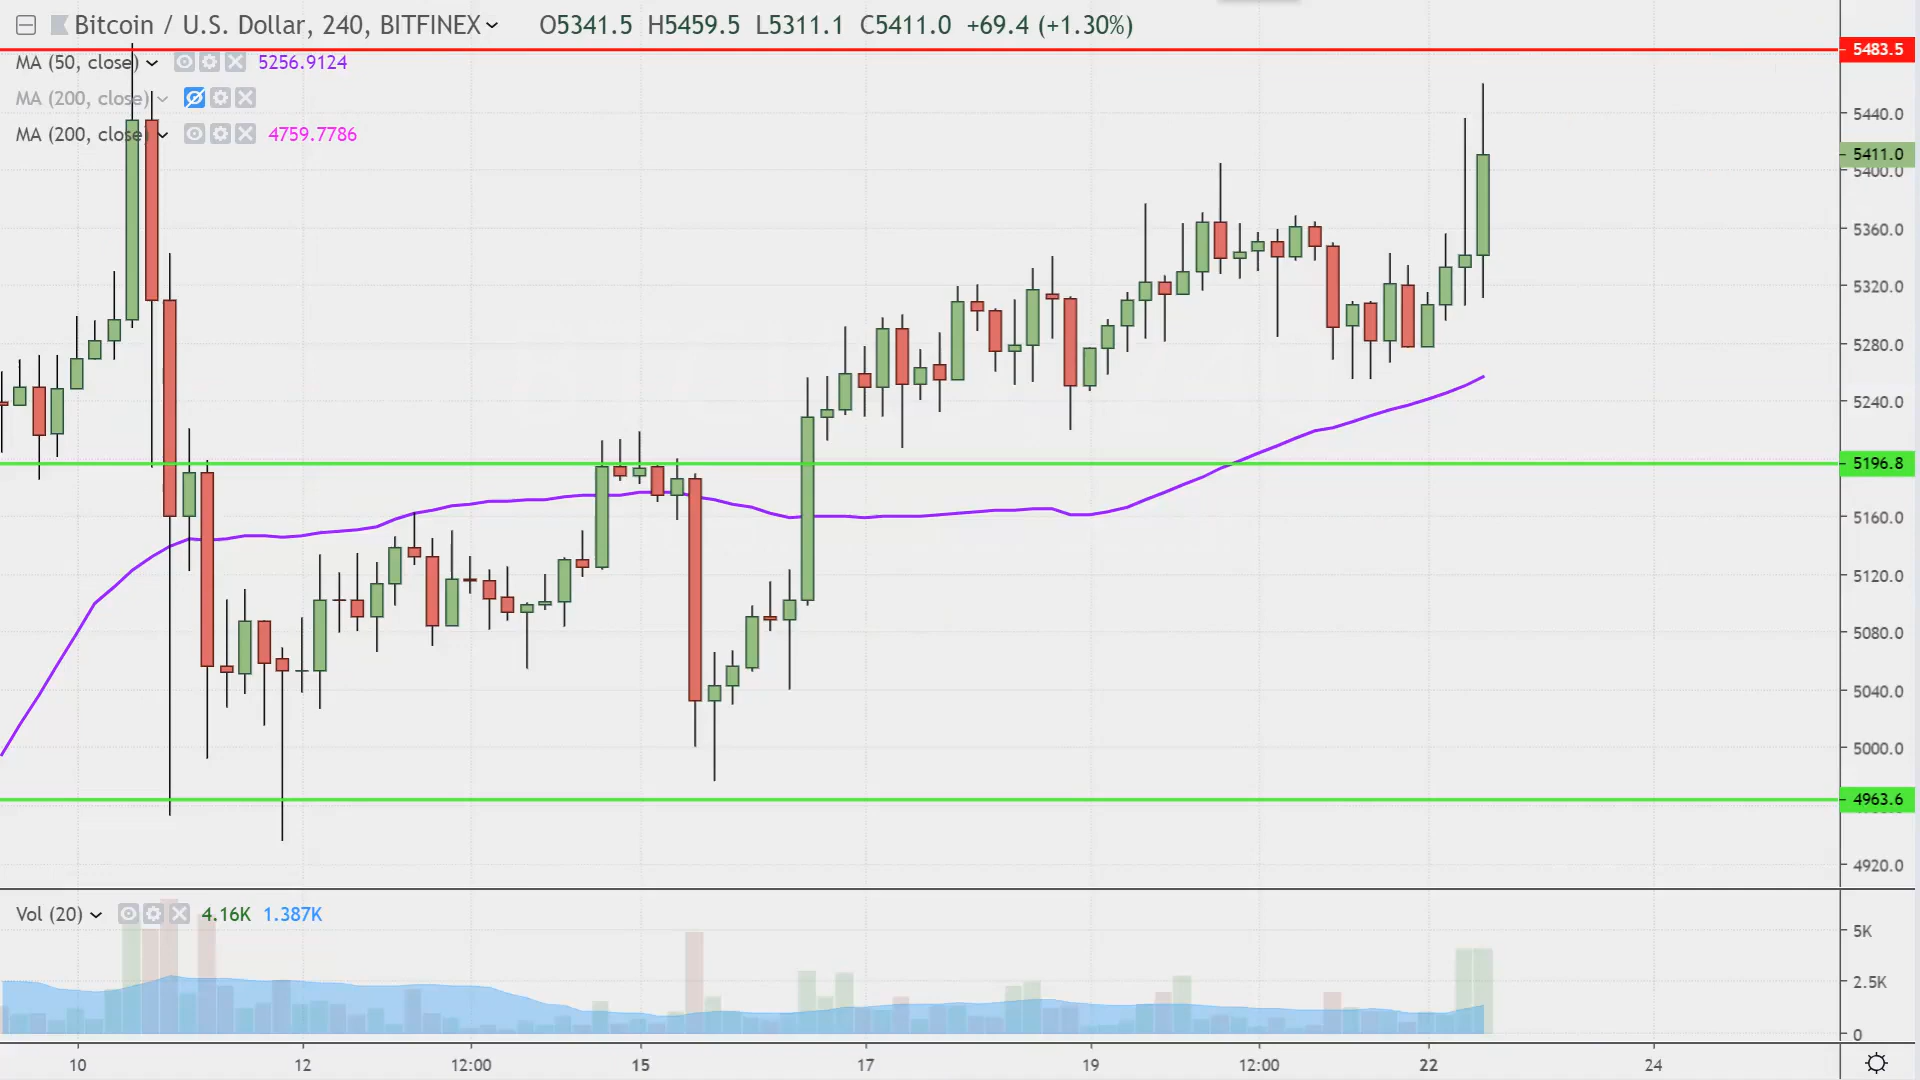 Bitcoin / U.S. Dollar, 240, BITFINEX O5341.5 H5459.5 L5311.1 C5411.0 +69.4 (+1.30%)
5483.5
MA (50, close) 5256.9124
MA (200, close)
MA (200, close) 4759.7786
5440.0
5411.0
5400.0
5360.0
5320.0
5280.0
5240.0
5196.8
5160.0
5120.0
5080.0
5040.0
5000.0
4963.6
4920.0
Vol (20) 4.16K 1.387K
5K
2.5K
0
10 12 12:00 15 17 19 12:00 22 24